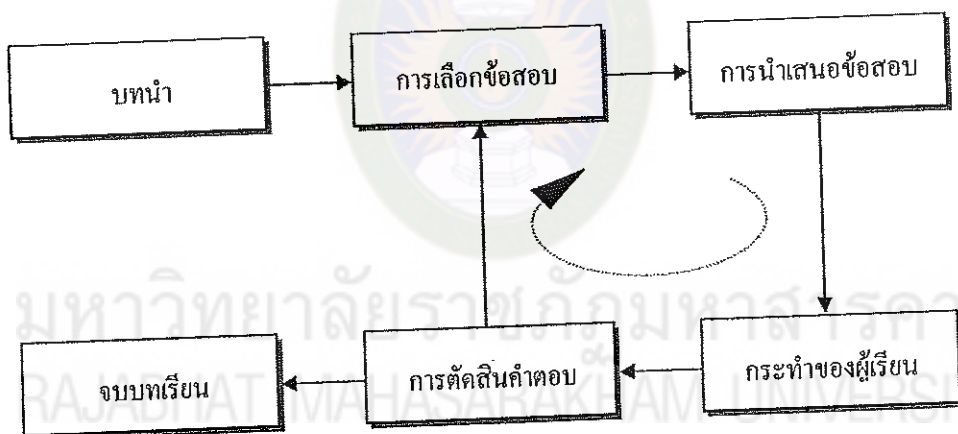 บทนำ
การเลือกข้อสอบ
การนำเสนอข้อสอบ
มหาวิทยาลัยราชภัฏมหาสารคา
จบบทเรียน
การตัดสินคำตอบ
กระทำของผู้เรียน
RAJABHAT MAHASARAKHAM UNIVERSI